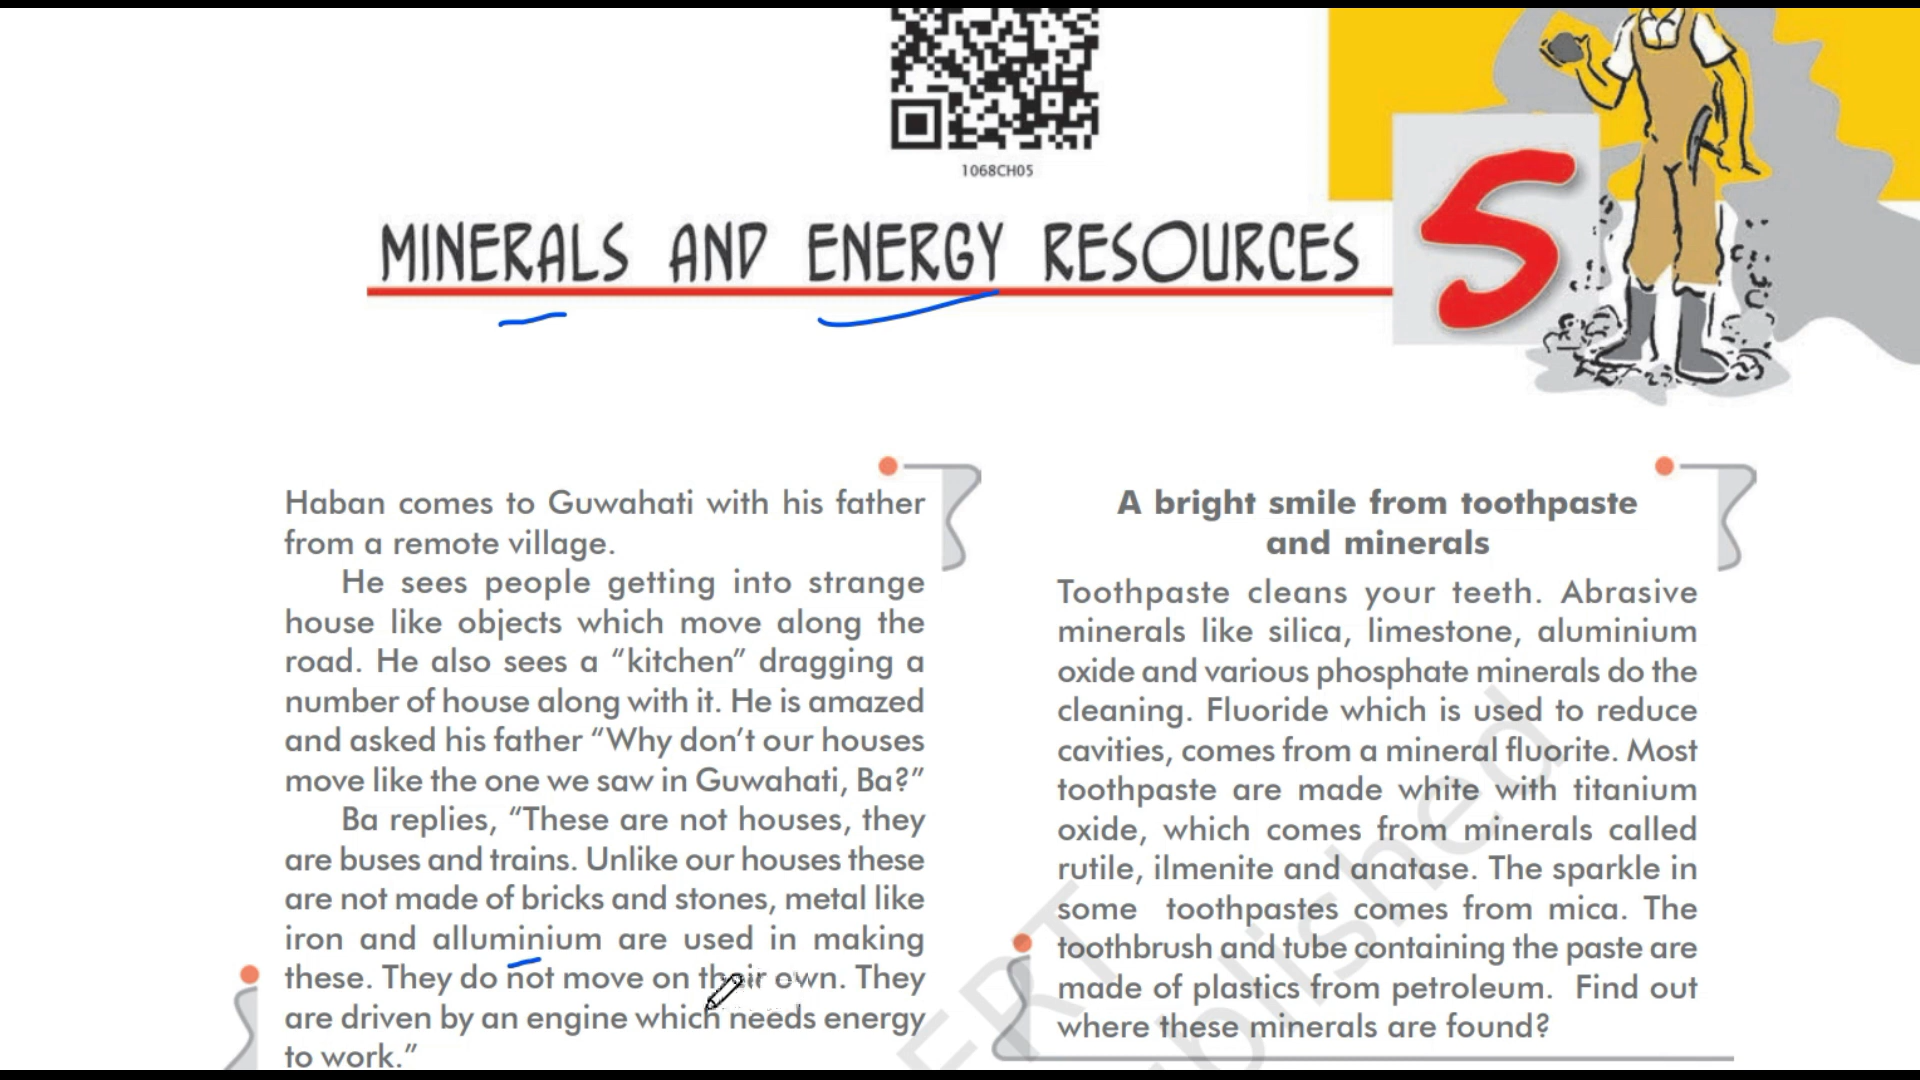 1068CH05
MINERALS AND ENERGY RESOURCES
5
Haban comes to Guwahati with his father
from a remote village.
He sees people getting into strange
house like objects which move along the
road. He also sees a “kitchen” dragging a
number of house along with it. He is amazed
and asked his father “Why don’t our houses
move like the one we saw in Guwahati, Ba?”
Ba replies, “These are not houses, they
are buses and trains. Unlike our houses these
are not made of bricks and stones, metal like
iron and alluminium are used in making
these. They do not move on their own. They
are driven by an engine which needs energy
to work.”
A bright smile from toothpaste
and minerals
Toothpaste cleans your teeth. Abrasive
minerals like silica, limestone, aluminium
oxide and various phosphate minerals do the
cleaning. Fluoride which is used to reduce
cavities, comes from a mineral fluorite. Most
toothpaste are made white with titanium
oxide, which comes from minerals called
rutile, ilmenite and anatase. The sparkle in
some toothpastes comes from mica. The
toothbrush and tube containing the paste are
made of plastics from petroleum. Find out
where these minerals are found?